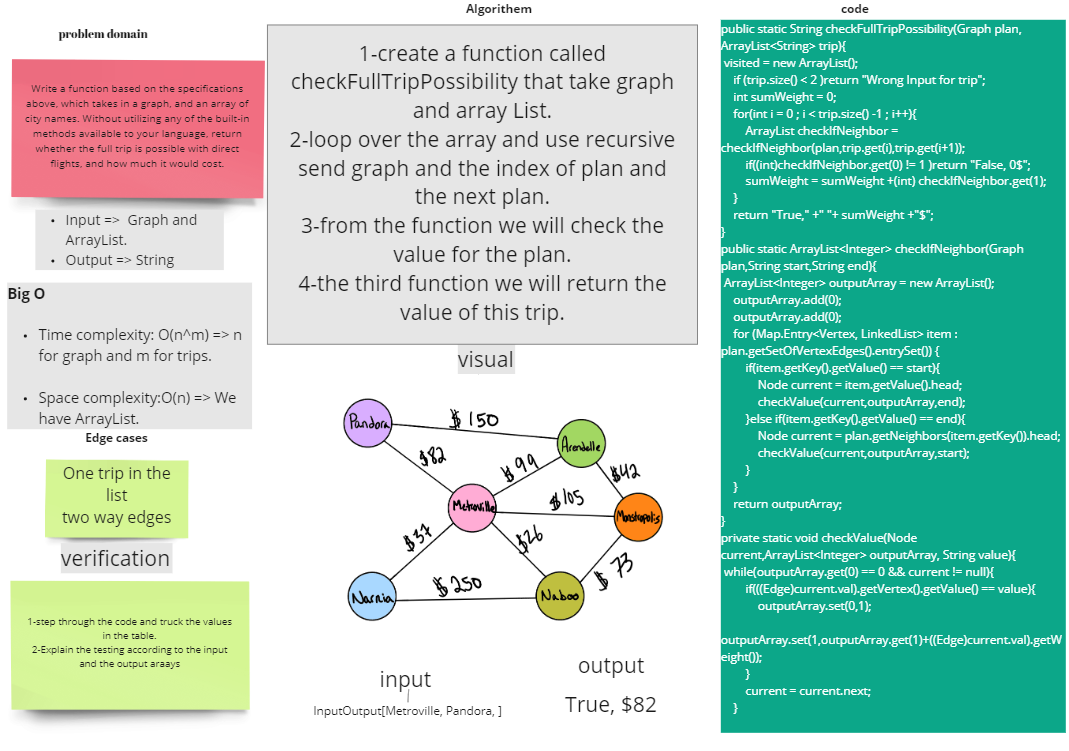 problem domain
Write a function based on the specifications
above, which takes in a graph, and an array of
city names. Without utilizing any of the built-in
methods available to your language, return
whether the full trip is possible with direct
flights, and how much it would cost.
• Input => Graph and
ArrayList.
• Output => String
Big O
• Time complexity: O(n^m) => n
for graph and m for trips.
• Space complexity:O(n) => We
have ArrayList.
Edge cases
One trip in the
list
two way edges
verification
1-step through the code and truck the values
in the table.
2-Explain the testing according to the input
and the output araays
Algorithem
1-create a function called
checkFullTripPossibility that take graph
and array List.
2-loop over the array and use recursive
send graph and the index of plan and
the next plan.
3-from the function we will check the
value for the plan.
4-the third function we will return the
value of this trip.
visual
Pandora
$150
Arendelle
$82
$99
$42
Metroville
$105
Monstropolis
$37
$26
$73
Narnia
$250
Naboo
input
InputOutput[Metroville, Pandora, ]
output
True, $82
code
public static String checkFullTripPossibility(Graph plan,
ArrayList<String> trip){
visited = new ArrayList();
if (trip.size() < 2 )return "Wrong Input for trip";
int sumWeight = 0;
for(int i = 0 ; i < trip.size() -1 ; i++){
ArrayList checkIfNeighbor =
checkIfNeighbor(plan,trip.get(i),trip.get(i+1));
if((int)checkIfNeighbor.get(0) != 1 )return "False, 0$";
sumWeight = sumWeight +(int) checkIfNeighbor.get(1);
}
return "True," +" "+ sumWeight +"$";
}
public static ArrayList<Integer> checkIfNeighbor(Graph
plan,String start,String end){
ArrayList<Integer> outputArray = new ArrayList();
outputArray.add(0);
outputArray.add(0);
for (Map.Entry<Vertex, LinkedList> item :
plan.getSetOfVertexEdges().entrySet()) {
if(item.getKey().getValue() == start){
Node current = item.getValue().head;
checkValue(current,outputArray,end);
}else if(item.getKey().getValue() == end){
Node current = plan.getNeighbors(item.getKey()).head;
checkValue(current,outputArray,start);
}
}
return outputArray;
}
private static void checkValue(Node
current,ArrayList<Integer> outputArray, String value){
while(outputArray.get(0) == 0 && current != null){
if(((Edge)current.val).getVertex().getValue() == value){
outputArray.set(0,1);
outputArray.set(1,outputArray.get(1)+((Edge)current.val).getW
eight());
}
current = current.next;
}